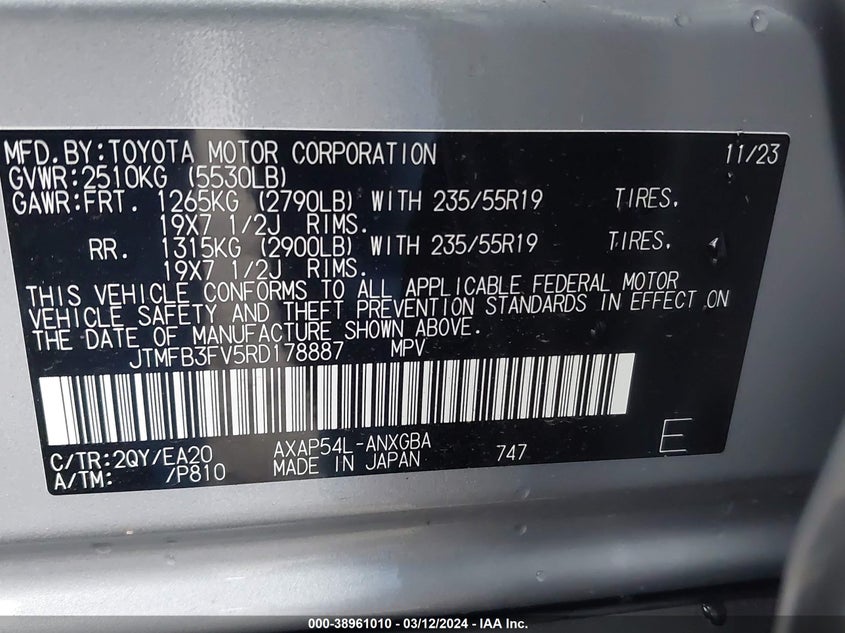 MFD.BY:TOYOTA MOTOR CORPORATION 11/23
GVWR:2510KG (5530LB)
GAWR:FRT. 1265KG (2790LB) WITH 235/55R19 TIRES.
19X7 1/2J RIMS.
RR. 1315KG (2900LB) WITH 235/55R19 TIRES.
19X7 1/2J RIMS.
THIS VEHICLE CONFORMS TO ALL APPLICABLE FEDERAL MOTOR
VEHICLE SAFETY AND THEFT PREVENTION STANDARDS IN EFFECT ON
THE DATE OF MANUFACTURE SHOWN ABOVE.
JTMFB3FV5RD178887 MPV
C/TR:2QY/EA20 AXAP54L-ANXGBA 747 E
A/TM: /P810 MADE IN JAPAN
000-38961010 - 03/12/2024 - IAA Inc.